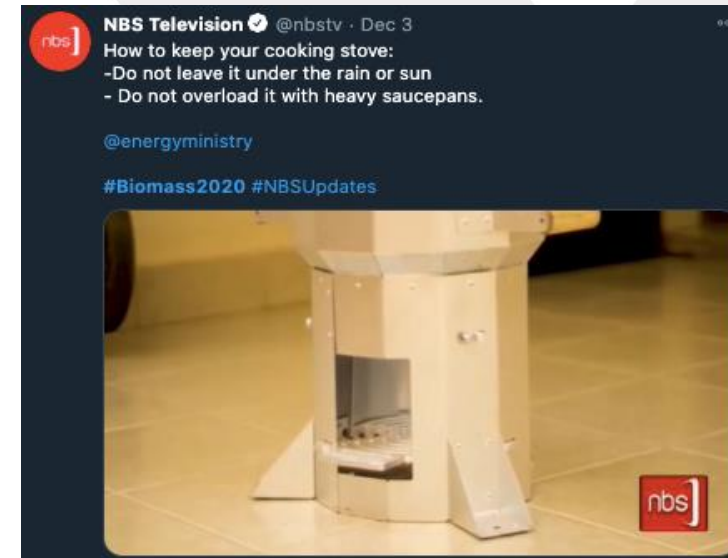 nbs
NBS Television @nbstv · Dec 3
How to keep your cooking stove:
-Do not leave it under the rain or sun
- Do not overload it with heavy saucepans.
@energyministry
#Biomass2020 #NBSUpdates
nbs